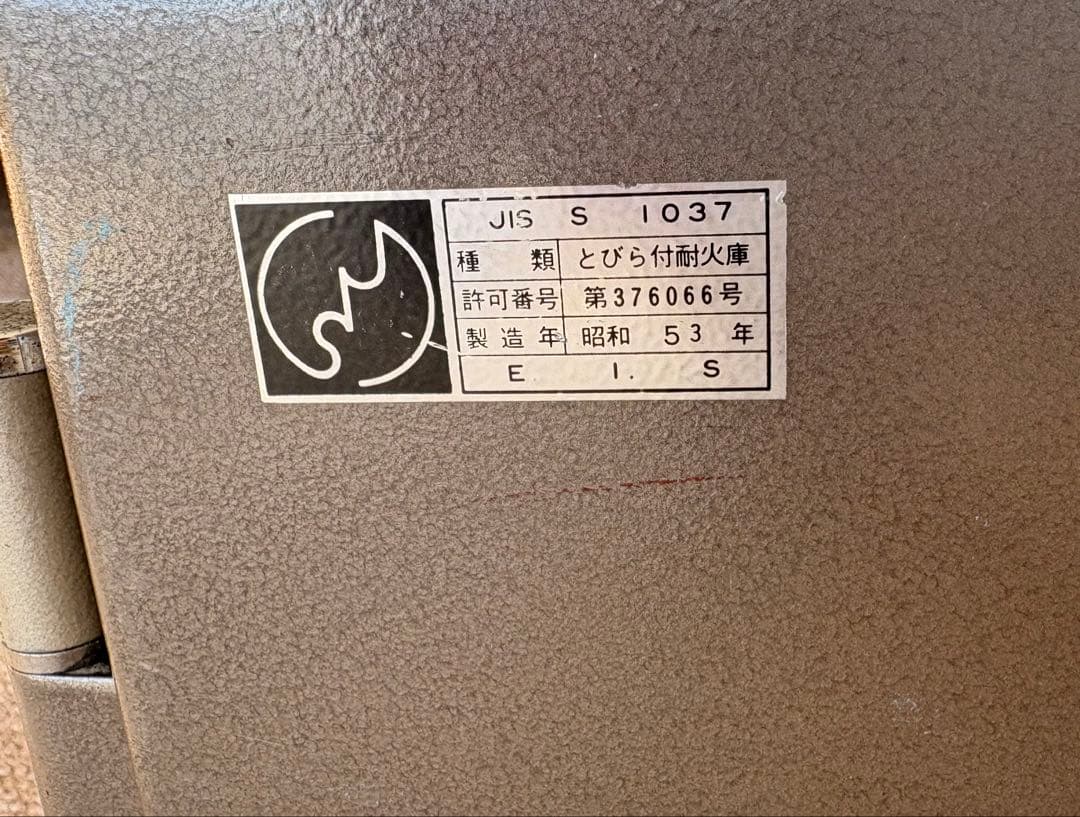 JIS S 1037
種類 とびら付耐火庫
許可番号 第376066号
製造年 昭和 53 年
E. I. S